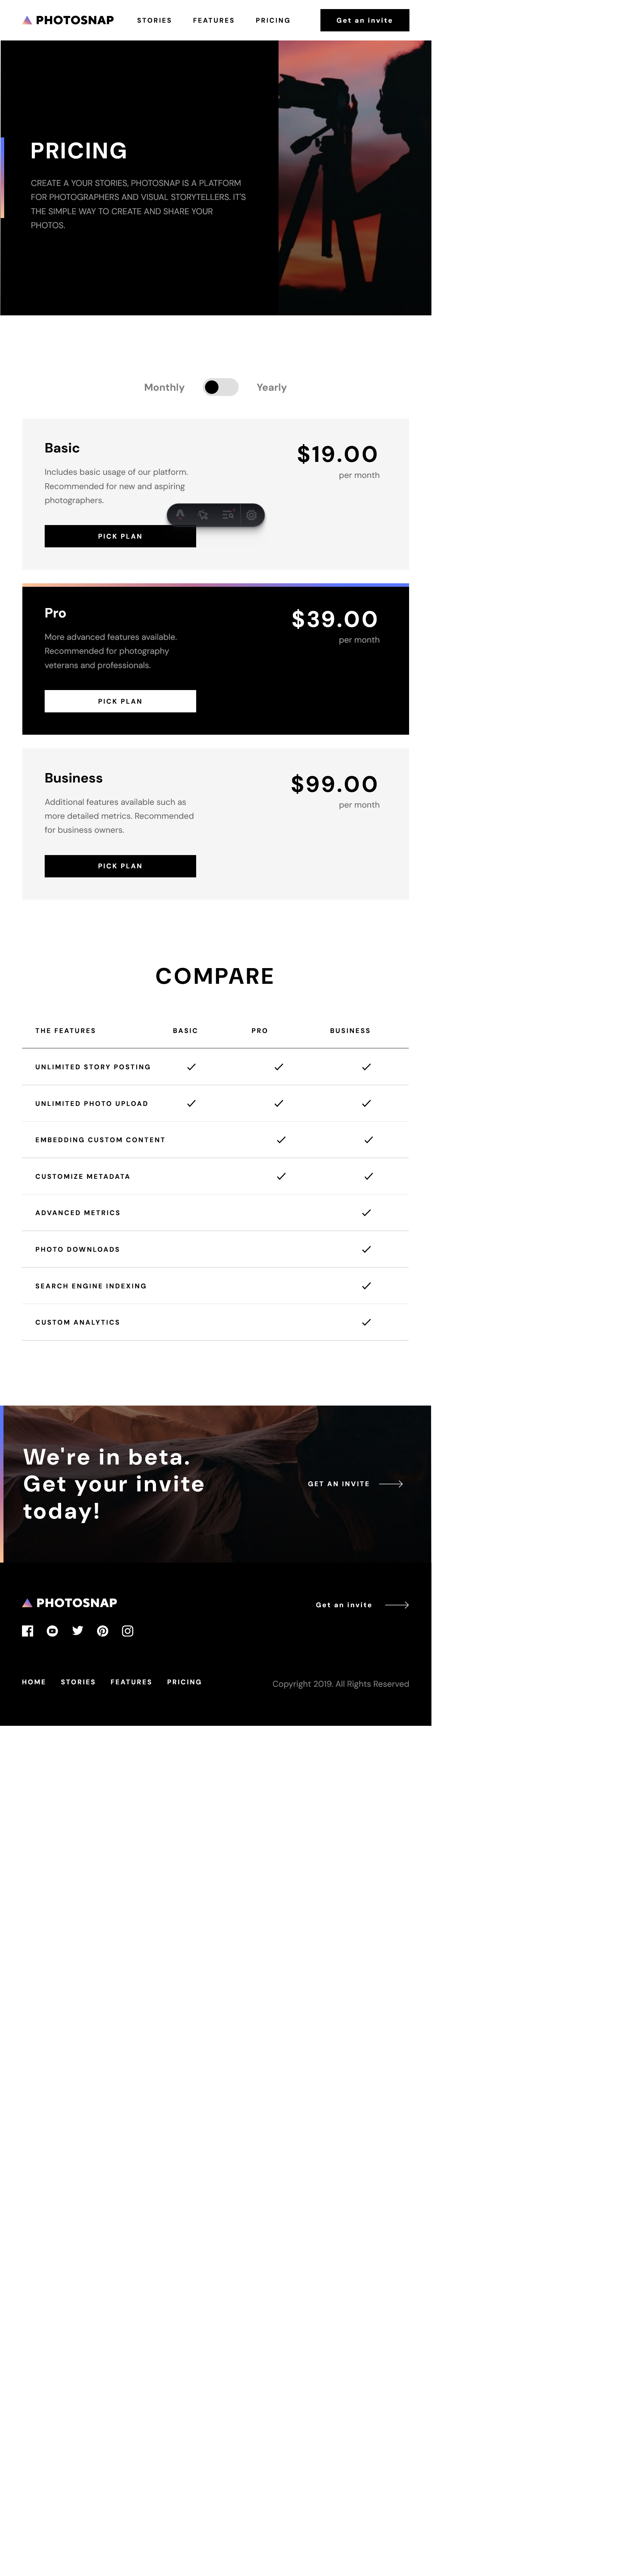 PHOTOSNAP STORIES FEATURES PRICING Get an invite
PRICING
CREATE A YOUR STORIES, PHOTOSNAP IS A PLATFORM
FOR PHOTOGRAPHERS AND VISUAL STORYTELLERS. IT'S
THE SIMPLE WAY TO CREATE AND SHARE YOUR
PHOTOS.
Monthly Yearly
Basic
Includes basic usage of our platform.
Recommended for new and aspiring
photographers.
PICK PLAN
$19.00
per month
Pro
More advanced features available.
Recommended for photography
veterans and professionals.
PICK PLAN
$39.00
per month
Business
Additional features available such as
more detailed metrics. Recommended
for business owners.
PICK PLAN
$99.00
per month
COMPARE
THE FEATURES BASIC PRO BUSINESS
UNLIMITED STORY POSTING
UNLIMITED PHOTO UPLOAD
EMBEDDING CUSTOM CONTENT
CUSTOMIZE METADATA
ADVANCED METRICS
PHOTO DOWNLOADS
SEARCH ENGINE INDEXING
CUSTOM ANALYTICS
We're in beta.
Get your invite
today!
GET AN INVITE
PHOTOSNAP
Get an invite
HOME STORIES FEATURES PRICING
Copyright 2019. All Rights Reserved